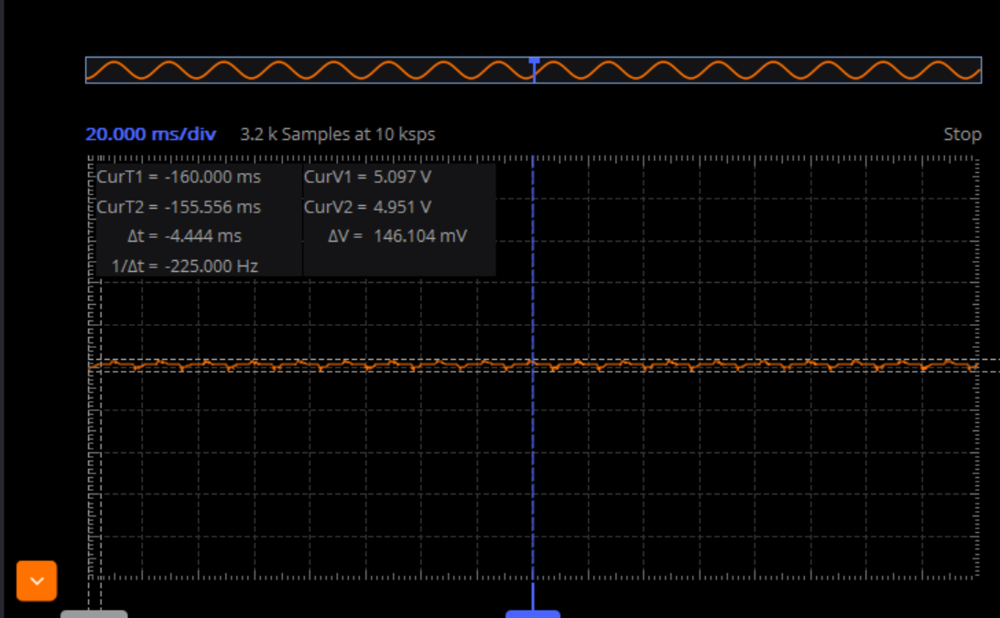 20.000 ms/div 3.2 k Samples at 10 ksps Stop
CurT1 = -160.000 ms CurV1 = 5.097 V
CurT2 = -155.556 ms CurV2 = 4.951 V
Δt = -4.444 ms ΔV = 146.104 mV
1/Δt = -225.000 Hz